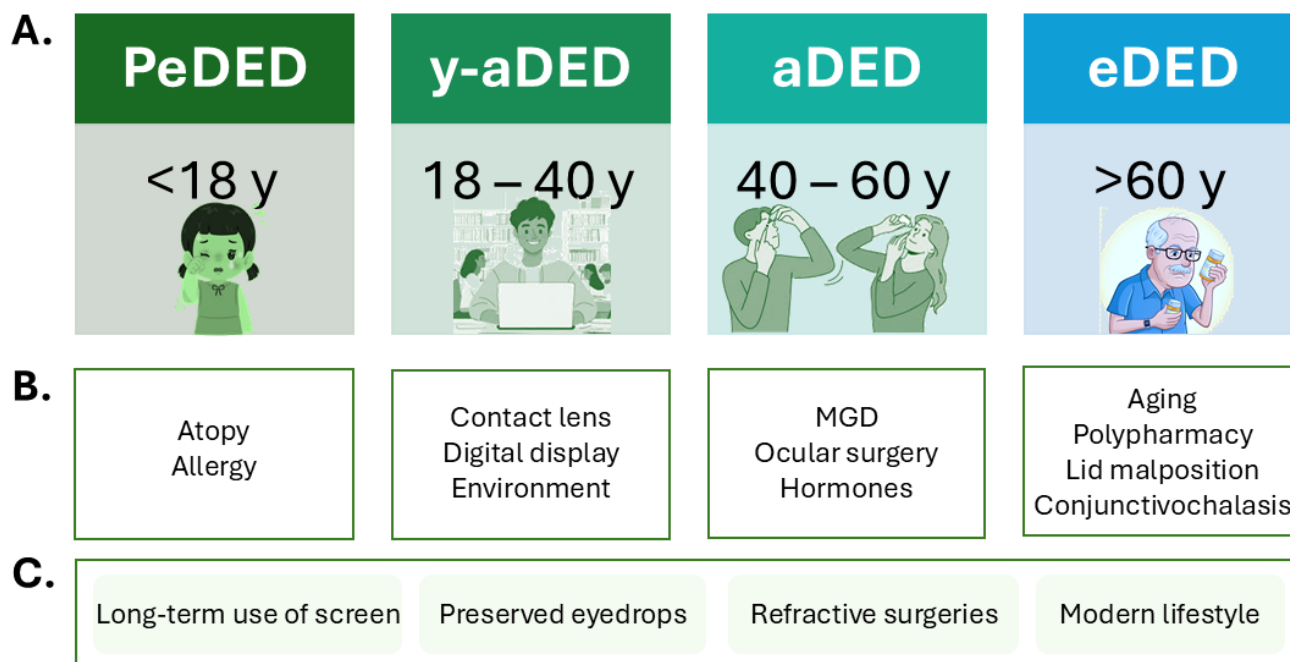 A.
PeDED
y-aDED
aDED
eDED
<18 y
18 – 40 y
40 – 60 y
>60 y
B.
Atopy
Allergy
Contact lens
Digital display
Environment
MGD
Ocular surgery
Hormones
Aging
Polypharmacy
Lid malposition
Conjunctivochalasis
C.
Long-term use of screen
Preserved eyedrops
Refractive surgeries
Modern lifestyle